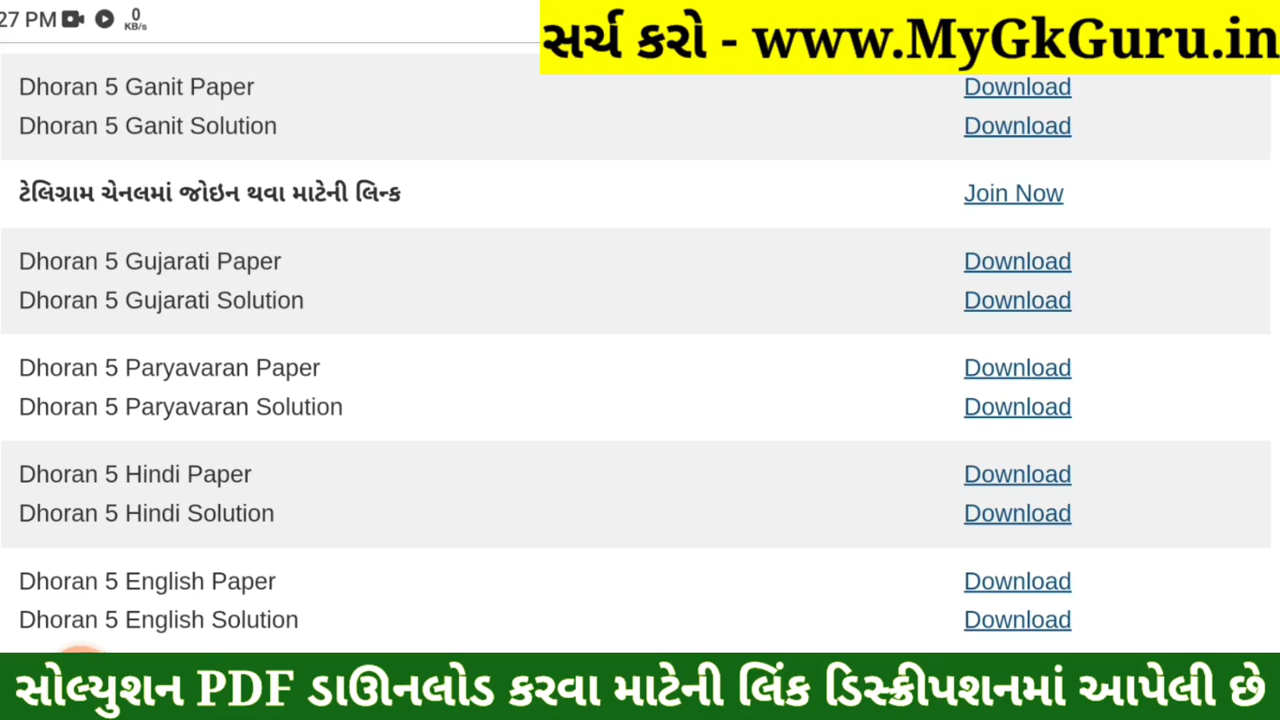 27 PM 0 KB/s
સર્ચ કરો - www.MyGkGuru.in
Dhoran 5 Ganit Paper Download
Dhoran 5 Ganit Solution Download
ટેલિગ્રામ ચેનલમાં જોઇન થવા માટેની લિન્ક Join Now
Dhoran 5 Gujarati Paper Download
Dhoran 5 Gujarati Solution Download
Dhoran 5 Paryavaran Paper Download
Dhoran 5 Paryavaran Solution Download
Dhoran 5 Hindi Paper Download
Dhoran 5 Hindi Solution Download
Dhoran 5 English Paper Download
Dhoran 5 English Solution Download
સોલ્યુશન PDF ડાઊનલોડ કરવા માટેની લિંક ડિસ્ક્રીપશનમાં આપેલી છે